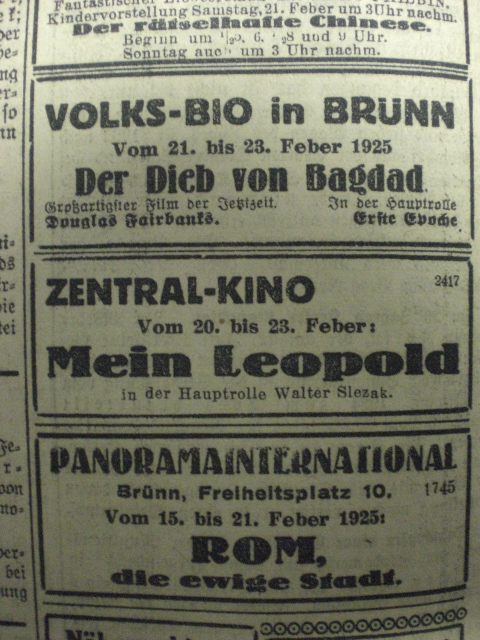 Fantastischer
Kindervorstellung Samstag, 21. Feber um 3 Uhr nachm.
Der rätselhafte Chinese.
Beginn um ½5, 6, ½8 und 9 Uhr.
Sonntag auch um 3 Uhr nachm.
VOLKS-BIO in BRÜNN
Vom 21. bis 23. Feber 1925
Der Dieb von Bagdad
Großartigster Film der Jetztzeit. In der Hauptrolle
Douglas Fairbanks. Erste Epoche
ZENTRAL-KINO 2417
Vom 20. bis 23. Feber:
Mein Leopold
in der Hauptrolle Walter Slezak.
PANORAMAINTERNATIONAL
Brünn, Freiheitsplatz 10. 1745
Vom 15. bis 21. Feber 1925:
ROM,
die ewige Stadt.